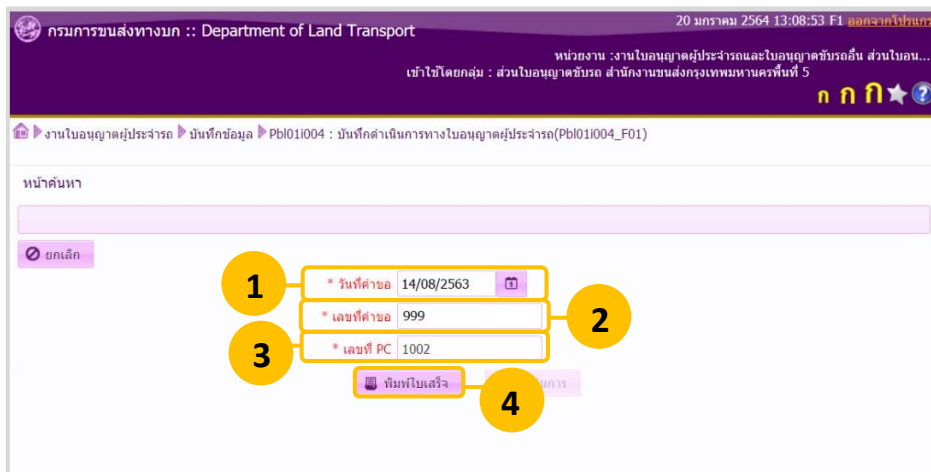 20 มกราคม 2564 13:08:53 F1 ออกจากโปรแกร
กรมการขนส่งทางบก :: Department of Land Transport
หน่วยงาน :งานใบอนุญาตผู้ประจำรถและใบอนุญาตขับรถอื่น ส่วนใบอน...
เข้าใช้โดยกลุ่ม : ส่วนใบอนุญาตขับรถ สำนักงานขนส่งกรุงเทพมหานครพื้นที่ 5
ก ก ก ?
งานใบอนุญาตผู้ประจำรถ บันทึกข้อมูล Pbl01i004 : บันทึกดำเนินการทางใบอนุญาตผู้ประจำรถ(Pbl01i004_F01)
หน้าค้นหา
ยกเลิก
1 * วันที่คำขอ 14/08/2563
* เลขที่คำขอ 999 2
3 * เลขที่ PC 1002
พิมพ์ใบเสร็จ 4